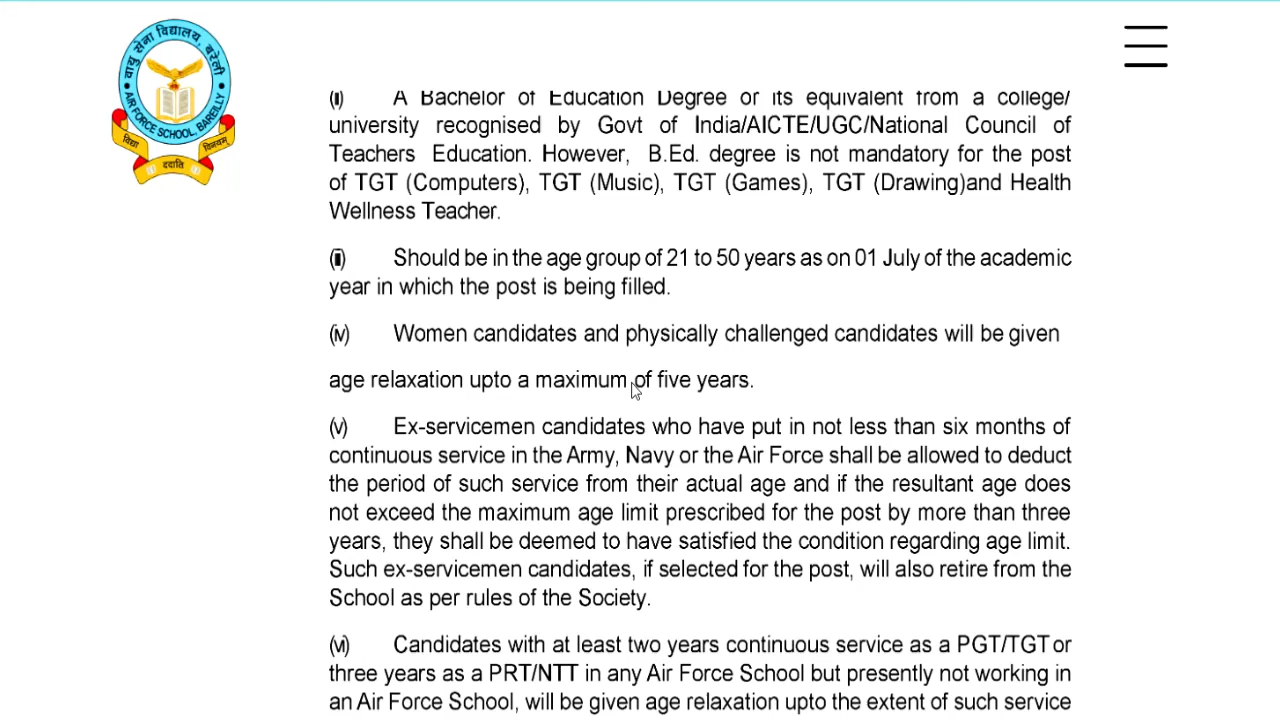 वायु सेना विद्यालय, बरेली
AIR FORCE SCHOOL, BAREILLY
विद्या ददाति विनयम्
(ii) A Bachelor of Education Degree or its equivalent from a college/
university recognised by Govt of India/AICTE/UGC/National Council of
Teachers Education. However, B.Ed. degree is not mandatory for the post
of TGT (Computers), TGT (Music), TGT (Games), TGT (Drawing)and Health
Wellness Teacher.
(iii) Should be in the age group of 21 to 50 years as on 01 July of the academic
year in which the post is being filled.
(iv) Women candidates and physically challenged candidates will be given
age relaxation upto a maximum of five years.
(v) Ex-servicemen candidates who have put in not less than six months of
continuous service in the Army, Navy or the Air Force shall be allowed to deduct
the period of such service from their actual age and if the resultant age does
not exceed the maximum age limit prescribed for the post by more than three
years, they shall be deemed to have satisfied the condition regarding age limit.
Such ex-servicemen candidates, if selected for the post, will also retire from the
School as per rules of the Society.
(vi) Candidates with at least two years continuous service as a PGT/TGT or
three years as a PRT/NTT in any Air Force School but presently not working in
an Air Force School, will be given age relaxation upto the extent of such service